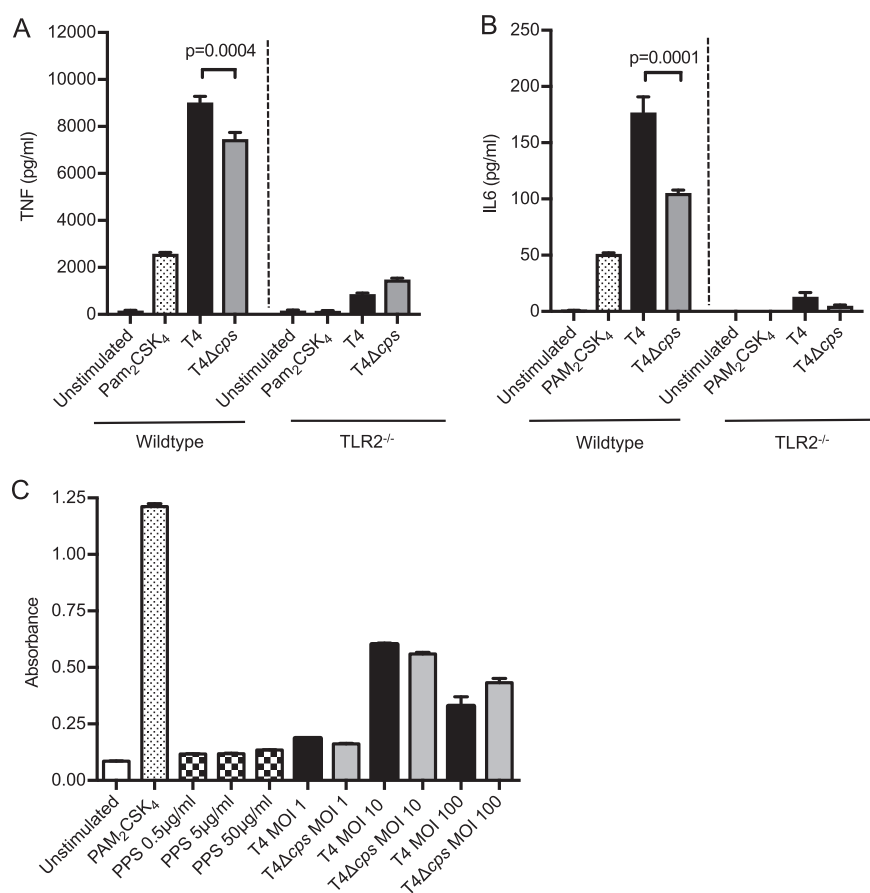 A
TNF (pg/ml)
12000
10000
8000
6000
4000
2000
0
p=0.0004
Unstimulated
Pam₂CSK₄
T4
T4Δcps
Unstimulated
Pam₂CSK₄
T4
T4Δcps
Wildtype
TLR2⁻/⁻
B
IL6 (pg/ml)
250
200
150
100
50
0
p=0.0001
Unstimulated
PAM₂CSK₄
T4
T4Δcps
Unstimulated
PAM₂CSK₄
T4
T4Δcps
Wildtype
TLR2⁻/⁻
C
Absorbance
1.25
1.00
0.75
0.50
0.25
0.00
Unstimulated
PAM₂CSK₄
PPS 0.5µg/ml
PPS 5µg/ml
PPS 50µg/ml
T4 MOI 1
T4Δcps MOI 1
T4 MOI 10
T4Δcps MOI 10
T4 MOI 100
T4Δcps MOI 100